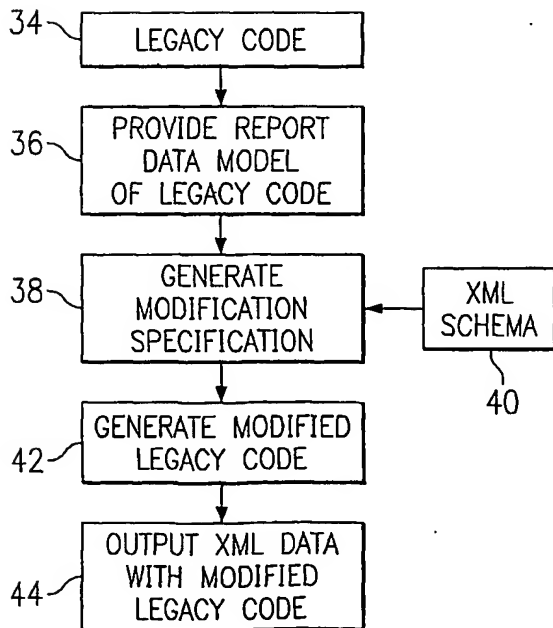 34
LEGACY CODE
36
PROVIDE REPORT
DATA MODEL
OF LEGACY CODE
38
GENERATE
MODIFICATION
SPECIFICATION
XML
SCHEMA
40
42
GENERATE MODIFIED
LEGACY CODE
44
OUTPUT XML DATA
WITH MODIFIED
LEGACY CODE